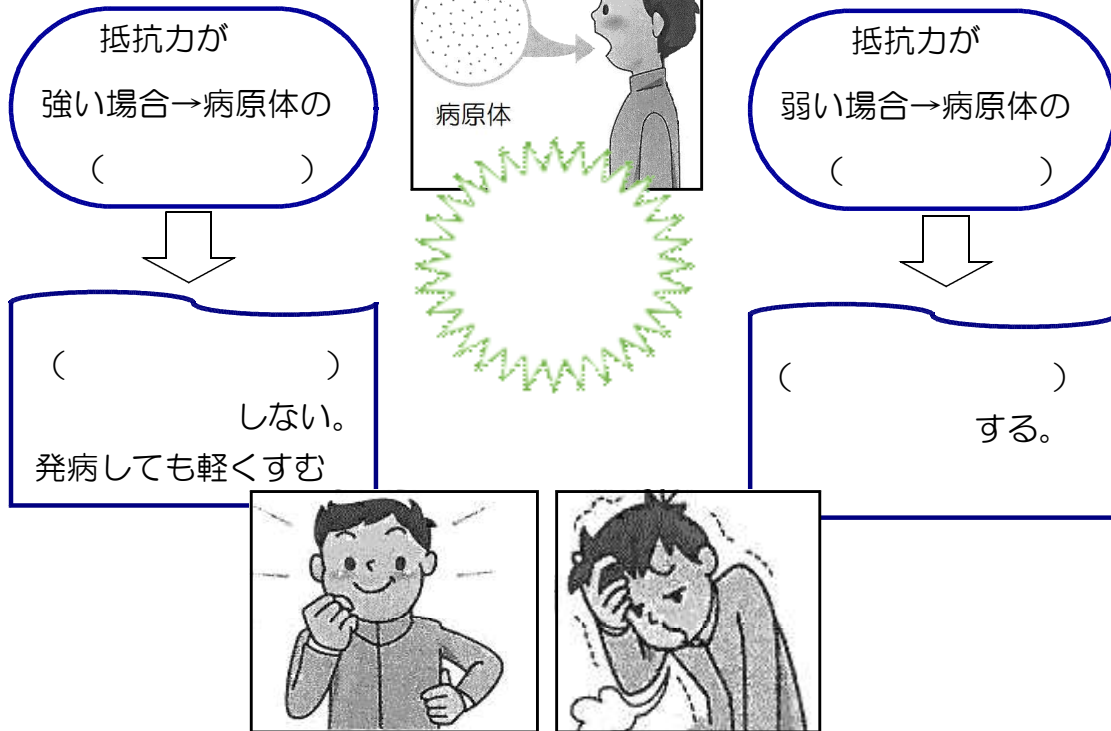 抵抗力が
強い場合→病原体の
(　　　　　　　)
病原体
抵抗力が
弱い場合→病原体の
(　　　　　　　)
(　　　　　　　　　)
しない。
発病しても軽くすむ
(　　　　　　　　　)
する。